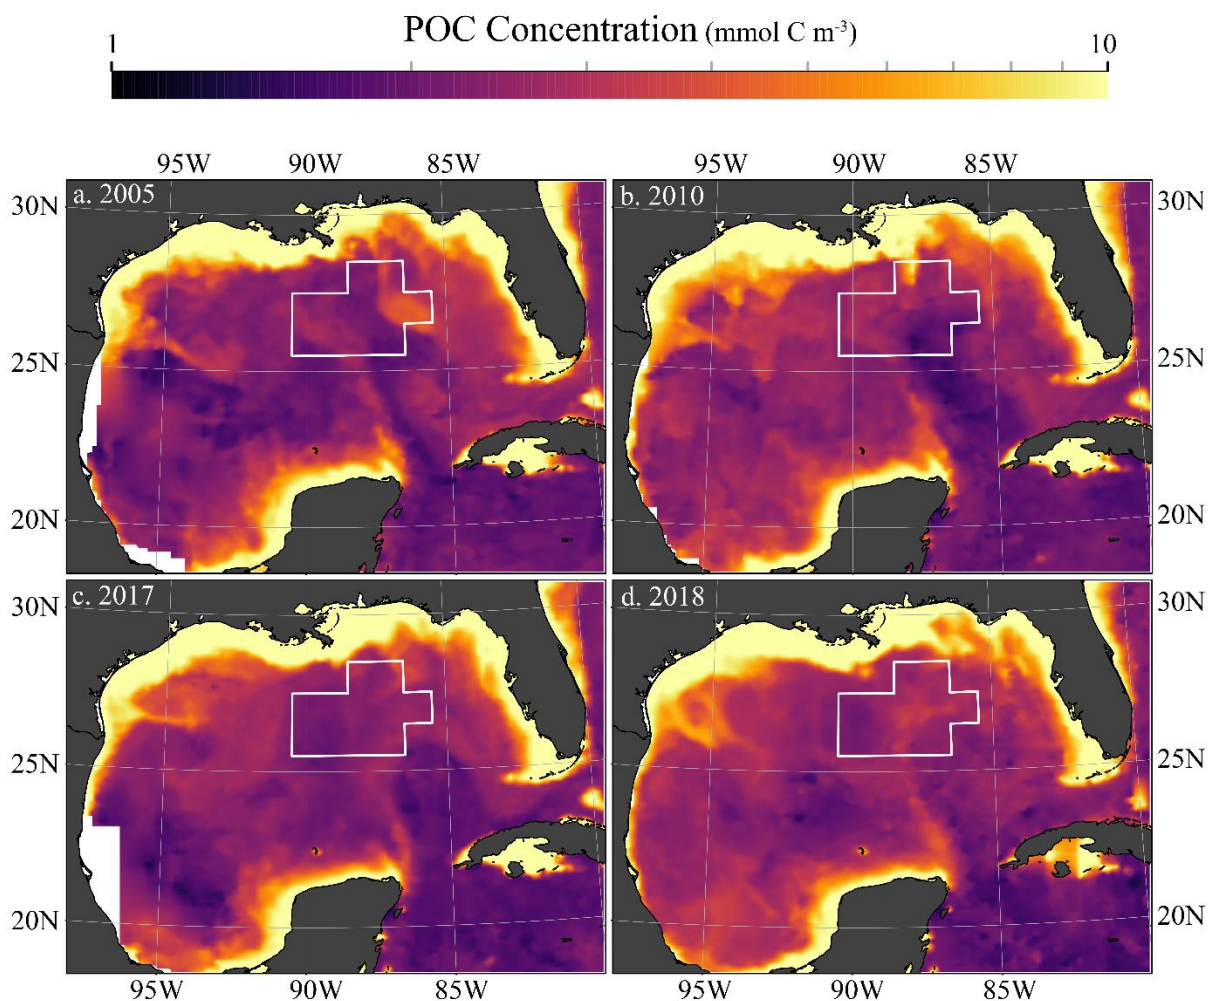 POC Concentration (mmol C m⁻³)
1 10
95W 90W 85W 95W 90W 85W
a. 2005 b. 2010
30N 30N
25N 25N
20N 20N
c. 2017 d. 2018
30N 30N
25N 25N
20N 20N
95W 90W 85W 95W 90W 85W